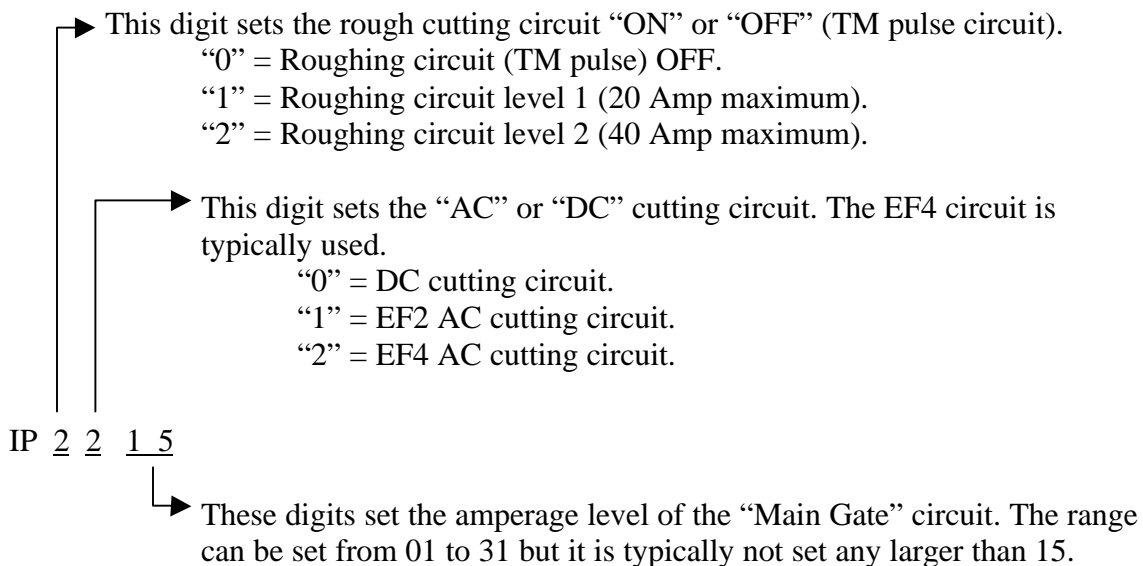 This digit sets the rough cutting circuit “ON” or “OFF” (TM pulse circuit).
“0” = Roughing circuit (TM pulse) OFF.
“1” = Roughing circuit level 1 (20 Amp maximum).
“2” = Roughing circuit level 2 (40 Amp maximum).
This digit sets the “AC” or “DC” cutting circuit. The EF4 circuit is
typically used.
“0” = DC cutting circuit.
“1” = EF2 AC cutting circuit.
“2” = EF4 AC cutting circuit.
IP 2 2 1 5
These digits set the amperage level of the “Main Gate” circuit. The range
can be set from 01 to 31 but it is typically not set any larger than 15.